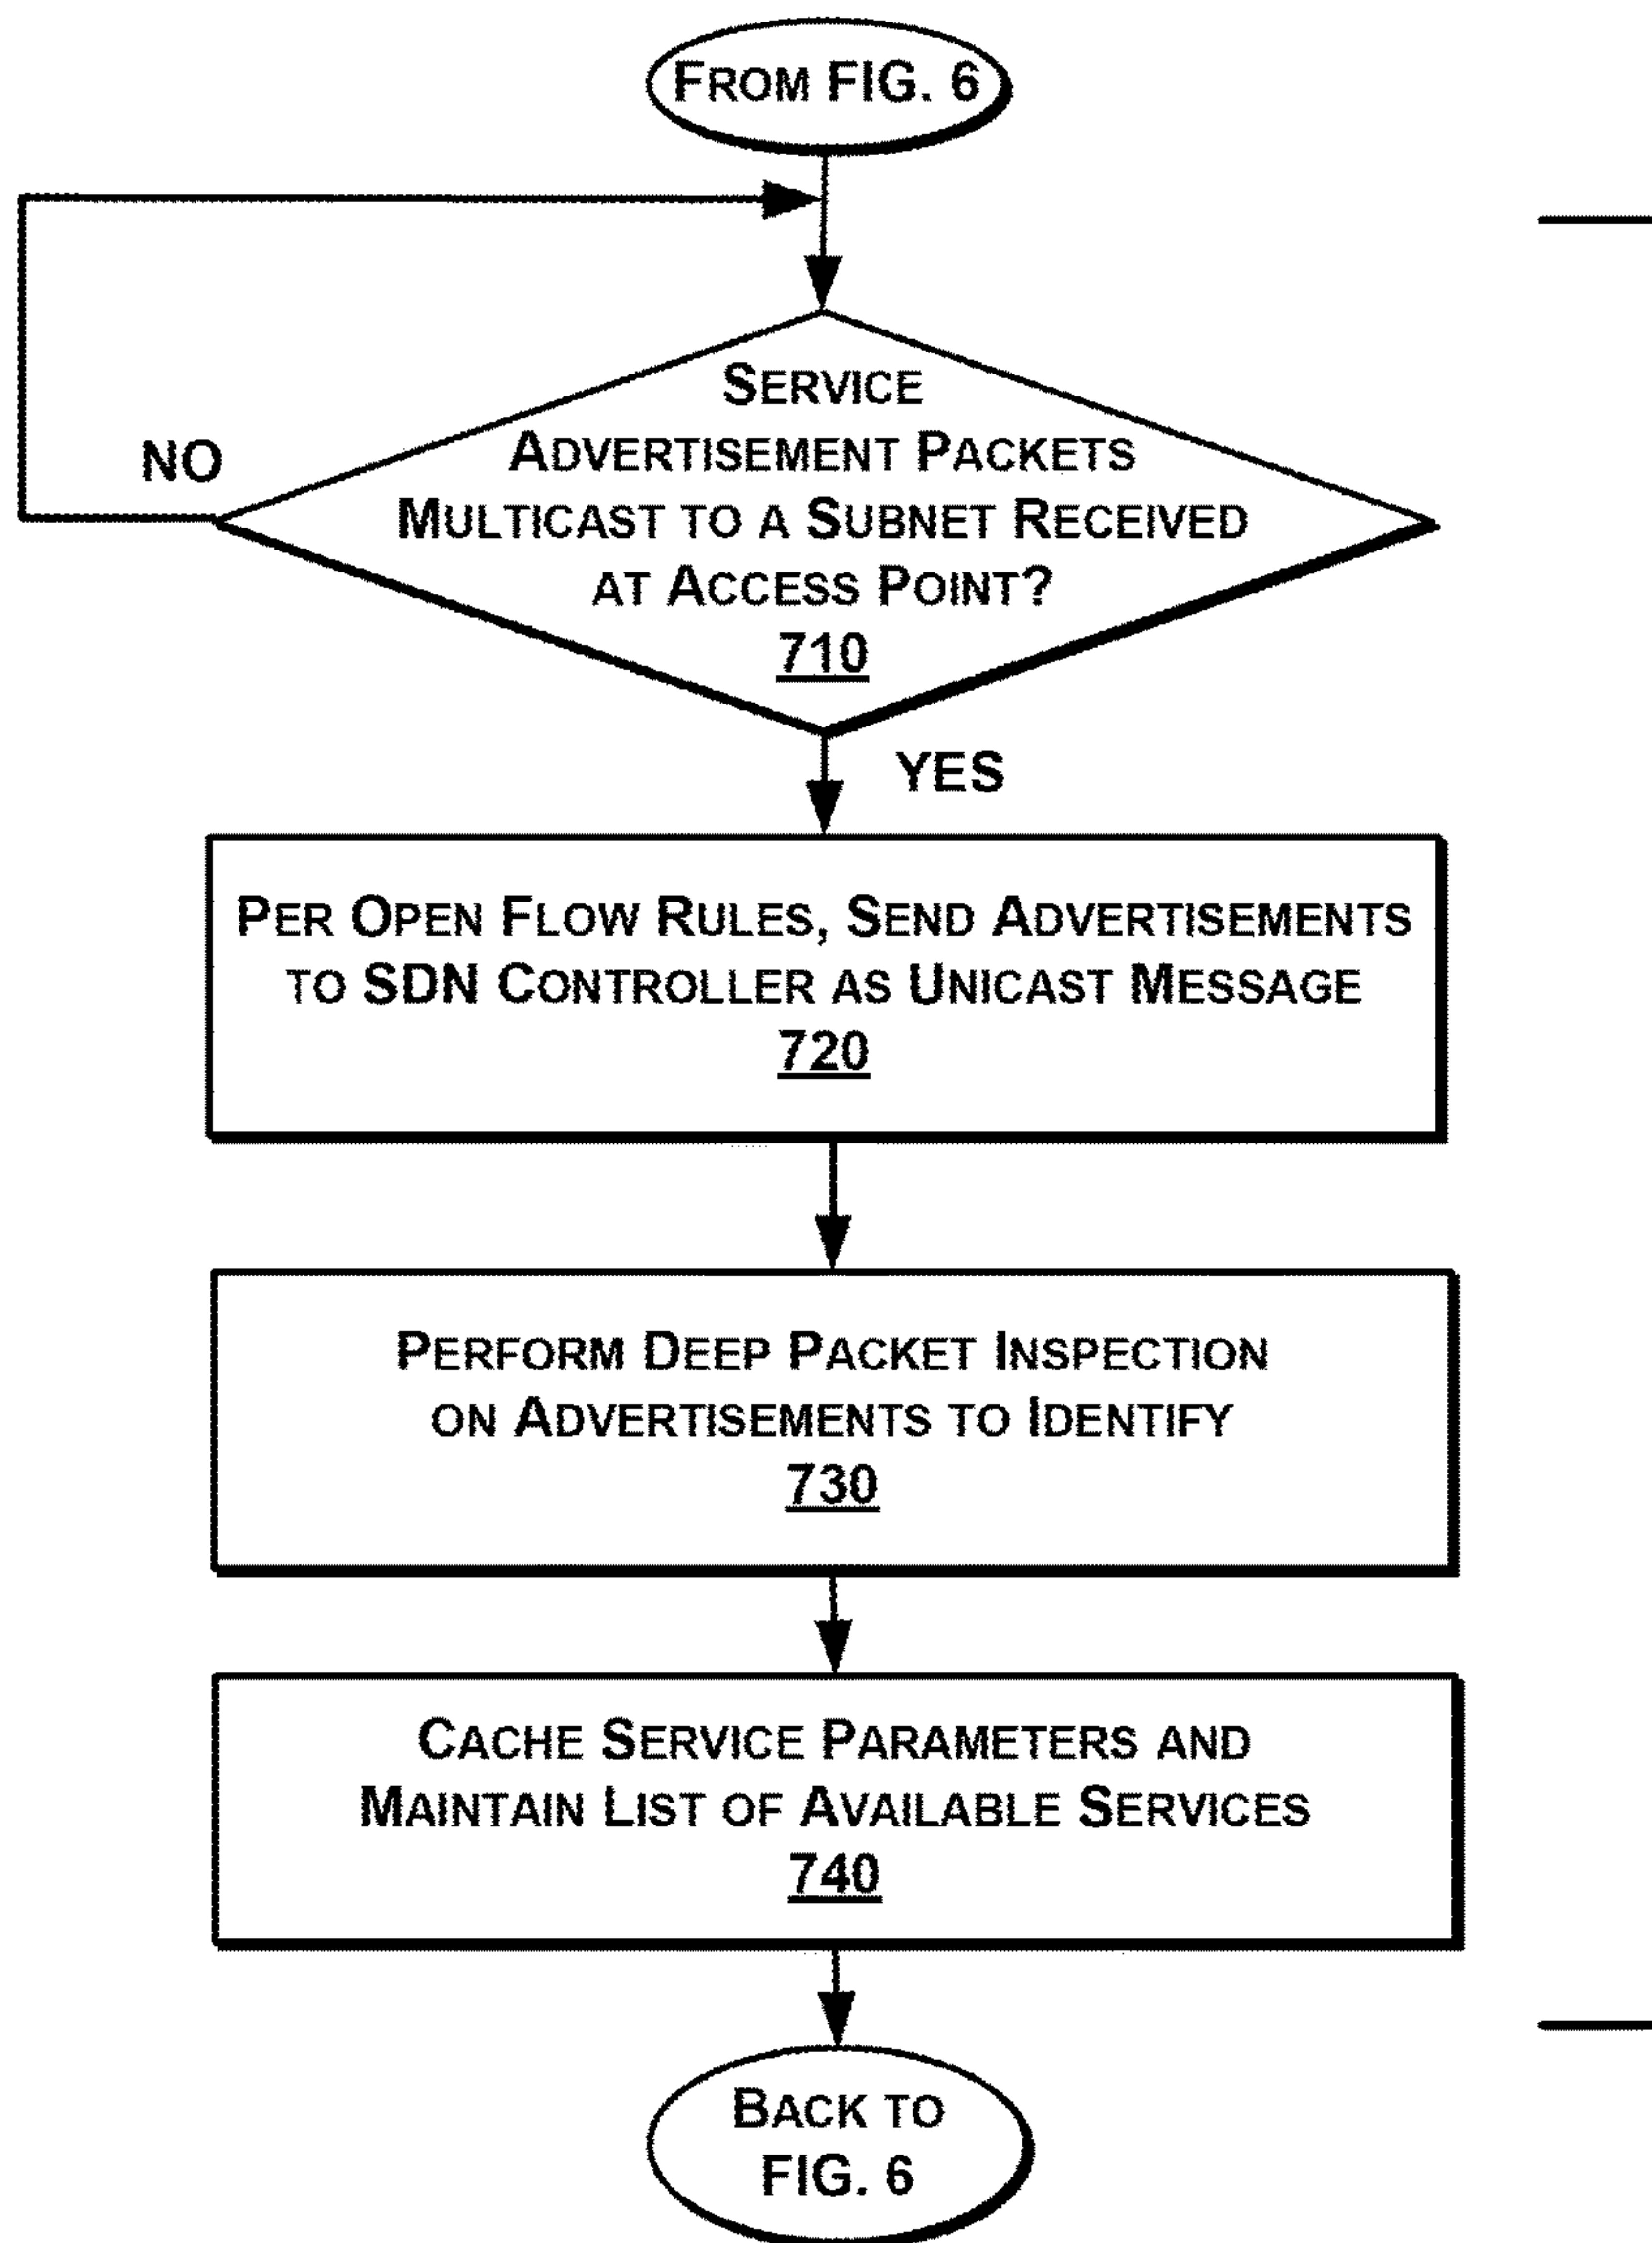 FROM FIG. 6
SERVICE
ADVERTISEMENT PACKETS
MULTICAST TO A SUBNET RECEIVED
AT ACCESS POINT?
710
NO
YES
PER OPEN FLOW RULES, SEND ADVERTISEMENTS
TO SDN CONTROLLER AS UNICAST MESSAGE
720
PERFORM DEEP PACKET INSPECTION
ON ADVERTISEMENTS TO IDENTIFY
730
CACHE SERVICE PARAMETERS AND
MAINTAIN LIST OF AVAILABLE SERVICES
740
BACK TO
FIG. 6